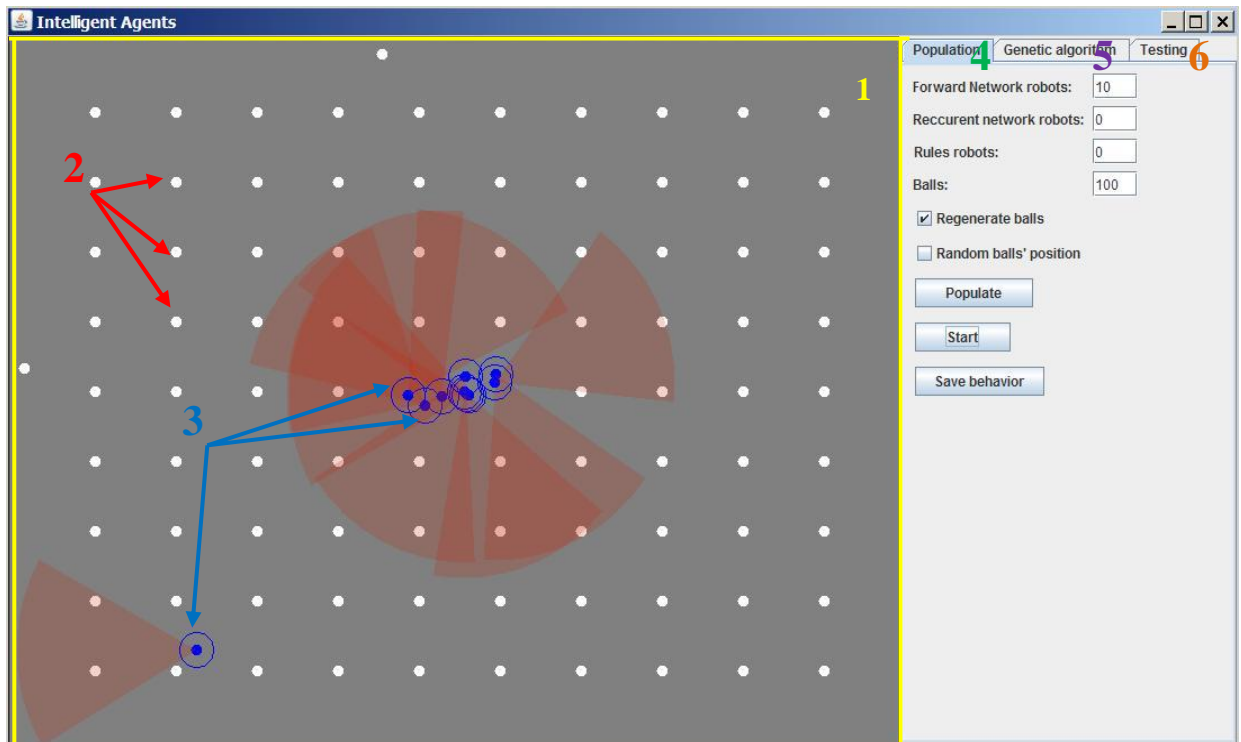 Intelligent Agents
Population 4 Genetic algorithm 5 Testing 6
1
Forward Network robots: 10
Reccurent network robots: 0
2
Rules robots: 0
Balls: 100
Regenerate balls
Random balls' position
Populate
Start
Save behavior
3